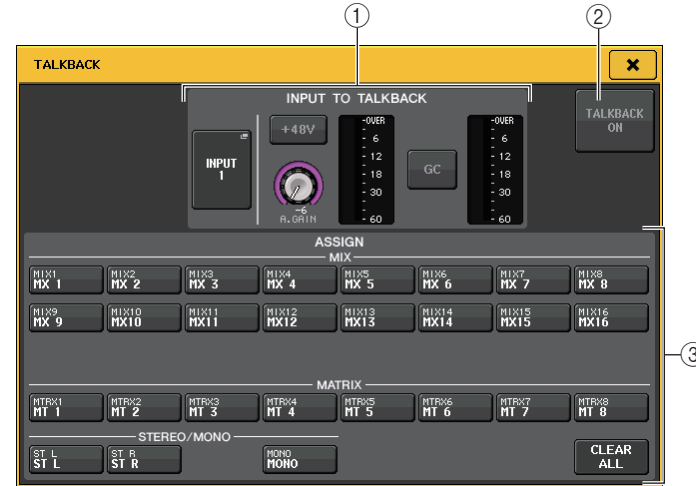 ① ②
TALKBACK ×
INPUT TO TALKBACK
TALKBACK ON
+48V
INPUT 1
-6
A.GAIN
-OVER
- 6
- 12
- 18
- 30
- 60
GC
-OVER
- 6
- 12
- 18
- 30
- 60
ASSIGN
MIX
MIX1 MIX2 MIX3 MIX4 MIX5 MIX6 MIX7 MIX8
MX 1 MX 2 MX 3 MX 4 MX 5 MX 6 MX 7 MX 8
MIX9 MIX10 MIX11 MIX12 MIX13 MIX14 MIX15 MIX16
MX 9 MX10 MX11 MX12 MX13 MX14 MX15 MX16
③
MATRIX
MTRX1 MTRX2 MTRX3 MTRX4 MTRX5 MTRX6 MTRX7 MTRX8
MT 1 MT 2 MT 3 MT 4 MT 5 MT 6 MT 7 MT 8
STEREO/MONO
ST L ST R MONO
ST L ST R MONO
CLEAR ALL